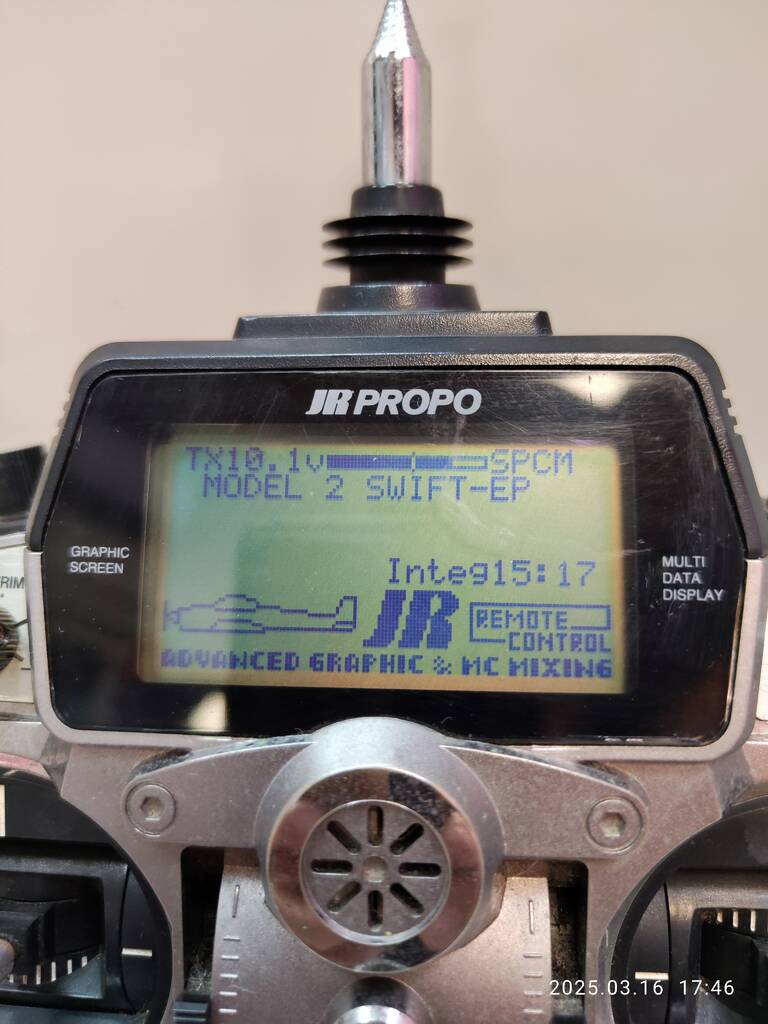 JR PROPO
TX10.1v SPCM
MODEL 2 SWIFT-EP
GRAPHIC
SCREEN
MULTI
DATA
DISPLAY
Integ15:17
JR REMOTE
CONTROL
ADVANCED GRAPHIC & MC MIXING
TRIM
2025.03.16 17:46